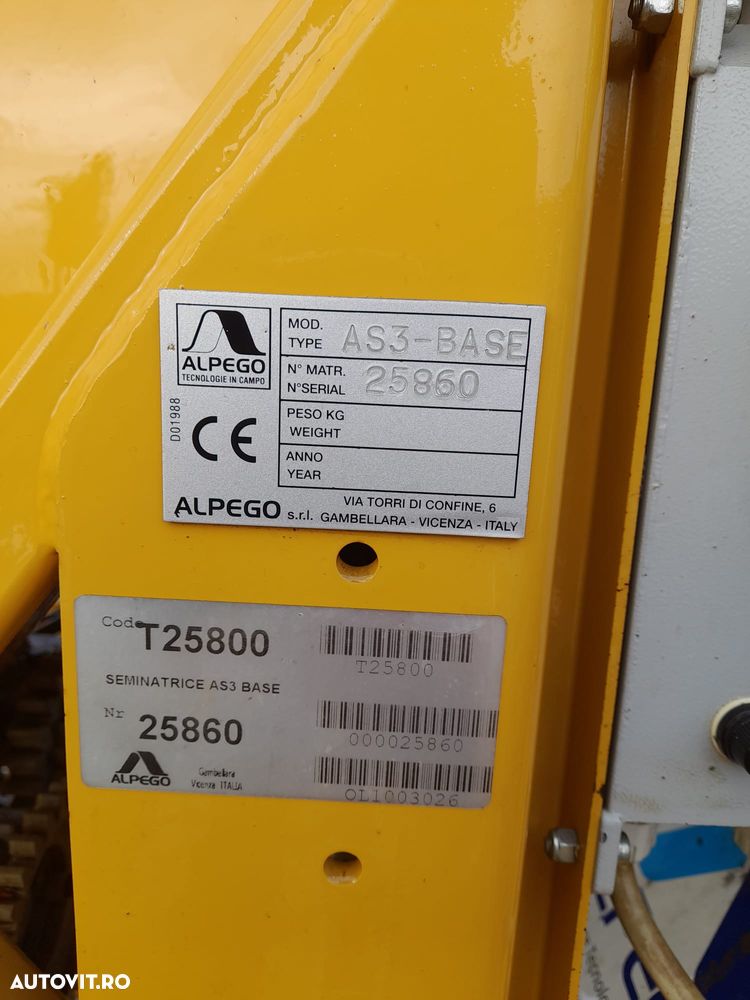 ALPEGO
TECNOLOGIE IN CAMPO
MOD.
TYPE AS3-BASE
N° MATR.
N°SERIAL 25860
PESO KG
WEIGHT
ANNO
YEAR
D01988
CE
ALPEGO s.r.l. VIA TORRI DI CONFINE, 6
GAMBELLARA - VICENZA - ITALY
Code T25800
T25800
SEMINATRICE AS3 BASE
Nr 25860
000025860
ALPEGO
Gambellara
Vicenza ITALIA
OL1003026
AUTOVIT.RO